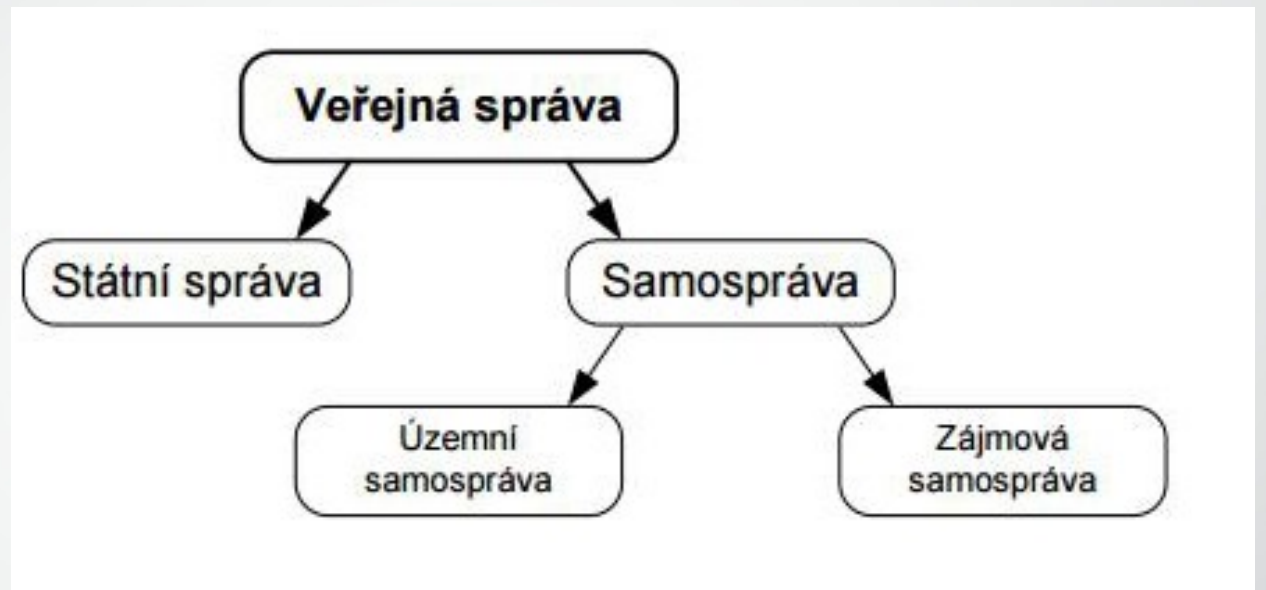 Veřejná správa
Státní správa
Samospráva
Územní
samospráva
Zájmová
samospráva